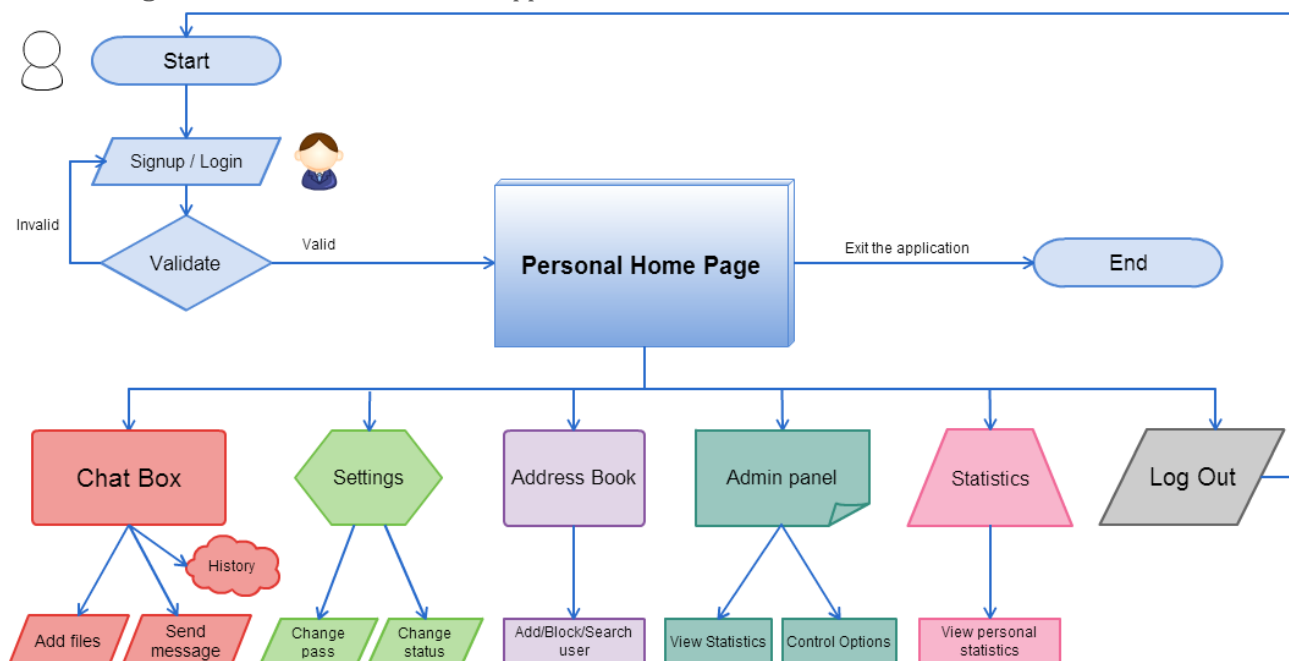 Start
Signup / Login
Invalid
Validate
Valid
Personal Home Page
Exit the application
End
Chat Box
Settings
Address Book
Admin panel
Statistics
Log Out
History
Add files
Send
message
Change
pass
Change
status
Add/Block/Search
user
View Statistics
Control Options
View personal
statistics